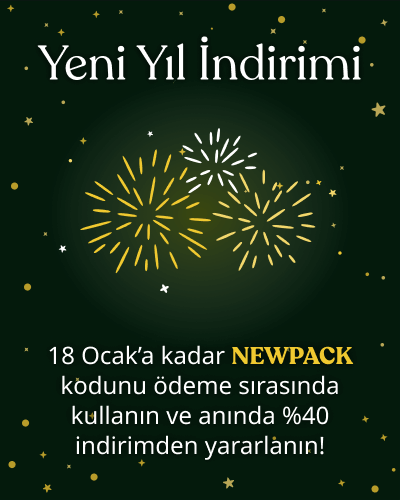 Yeni Yıl İndirimi
18 Ocak’a kadar NEWPACK
kodunu ödeme sırasında
kullanın ve anında %40
indirimden yararlanın!